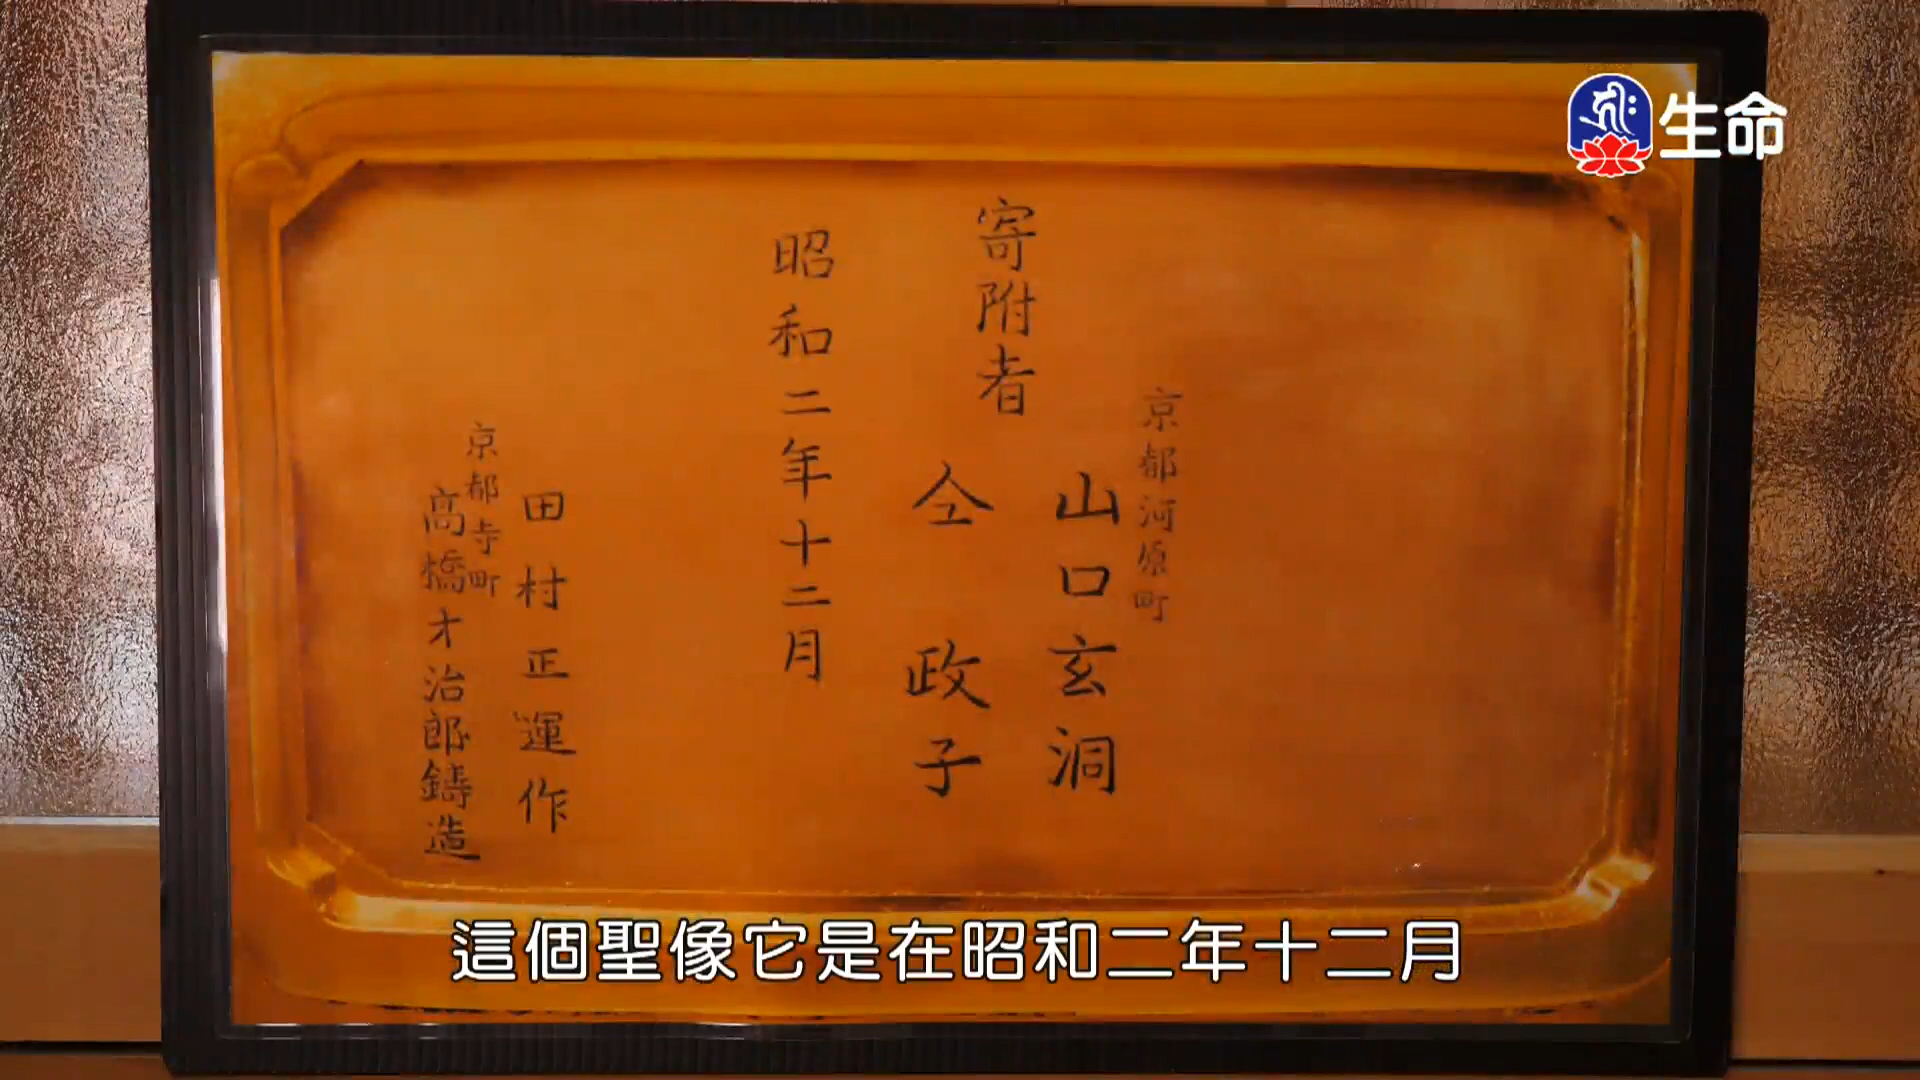 生命
京都河原町
山口玄洞
寄附者
仝 政子
昭和二年十二月
田村正運作
京都寺町
高橋才治郎鑄造
這個聖像它是在昭和二年十二月